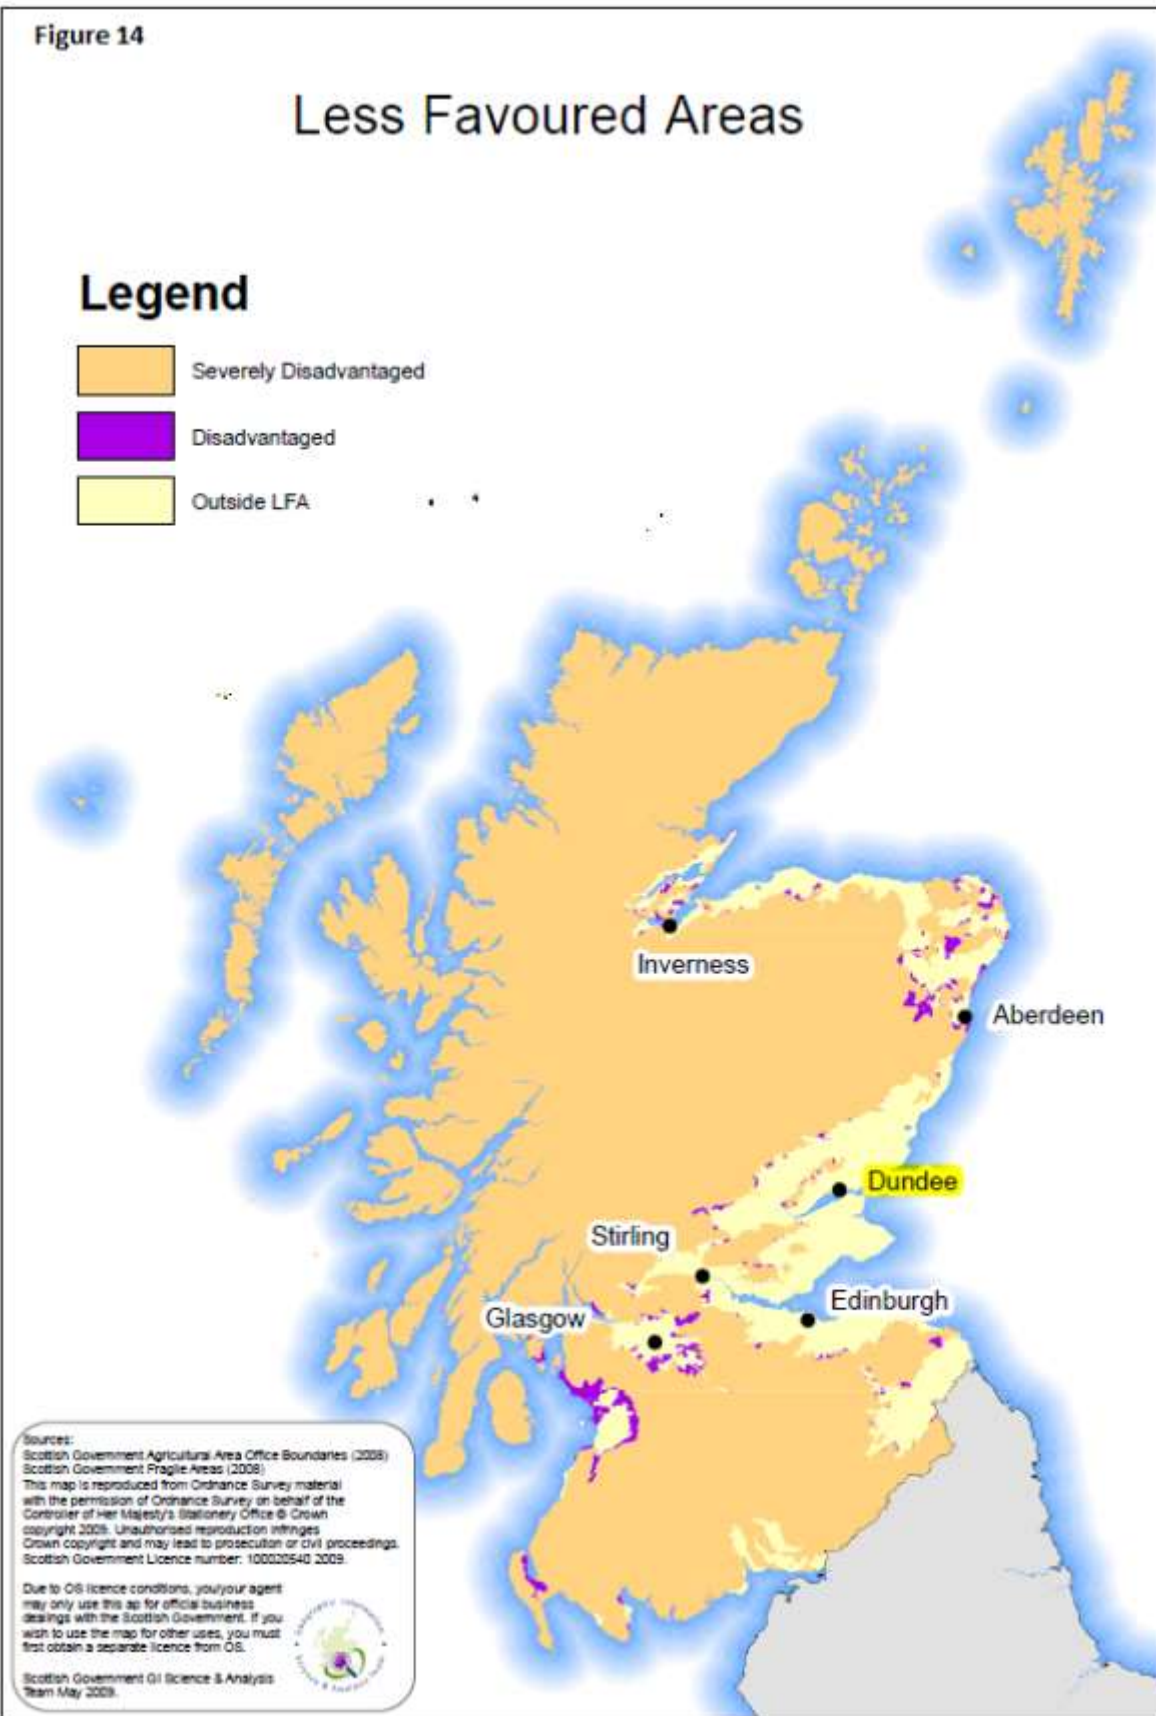 Figure 14
Less Favoured Areas
Legend
Severely Disadvantaged
Disadvantaged
Outside LFA
Inverness
Aberdeen
Dundee
Stirling
Edinburgh
Glasgow
Sources:
Scottish Government Agricultural Area Office Boundaries (2008)
Scottish Government Fragile Areas (2008)
This map is reproduced from Ordnance Survey material
with the permission of Ordnance Survey on behalf of the
Controller of Her Majesty's Stationery Office © Crown
copyright 2009. Unauthorised reproduction infringes
Crown copyright and may lead to prosecution or civil proceedings.
Scottish Government Licence number: 100020540 2009.
Due to OS licence conditions, you/your agent
may only use this ap for official business
dealings with the Scottish Government. If you
wish to use the map for other uses, you must
first obtain a separate licence from OS.
Scottish Government GI Science & Analysis
Team May 2009.